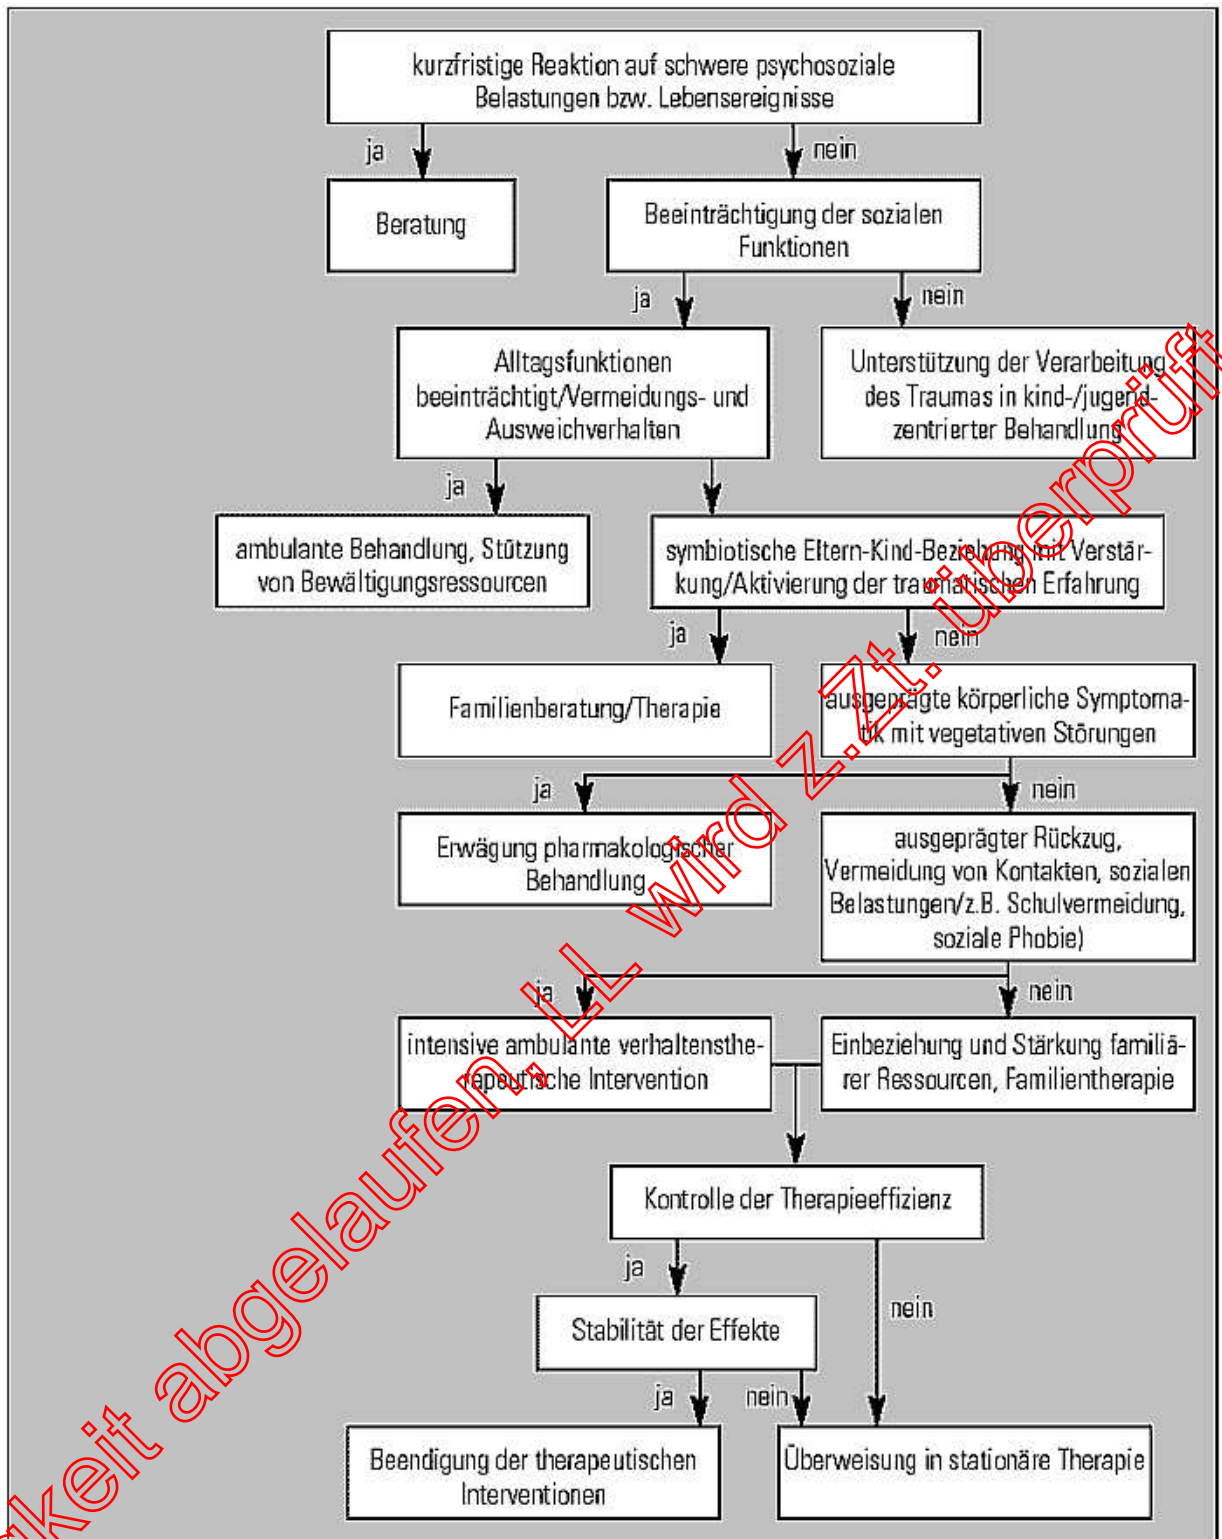 kurzfristige Reaktion auf schwere psychosoziale
Belastungen bzw. Lebensereignisse
ja
nein
Beratung
Beeinträchtigung der sozialen
Funktionen
ja
nein
Alltagsfunktionen
beeinträchtigt/Vermeidungs- und
Ausweichverhalten
Unterstützung der Verarbeitung
des Traumas in kind-/jugend-
zentrierter Behandlung
ja
ambulante Behandlung, Stützung
von Bewältigungsressourcen
symbiotische Eltern-Kind-Beziehung mit Verstär-
kung/Aktivierung der traumatischen Erfahrung
ja
nein
Familienberatung/Therapie
ausgeprägte körperliche Symptoma-
tik mit vegetativen Störungen
ja
nein
Erwägung pharmakologischer
Behandlung
ausgeprägter Rückzug,
Vermeidung von Kontakten, sozialen
Belastungen/z.B. Schulvermeidung,
soziale Phobie)
ja
nein
intensive ambulante verhaltensthe-
rapeutische Intervention
Einbeziehung und Stärkung familiä-
rer Ressourcen, Familientherapie
Kontrolle der Therapieeffizienz
ja
nein
Stabilität der Effekte
ja
nein
Beendigung der therapeutischen
Interventionen
Überweisung in stationäre Therapie
gkeit abgelaufen, LL wird z.Zt. überprüft